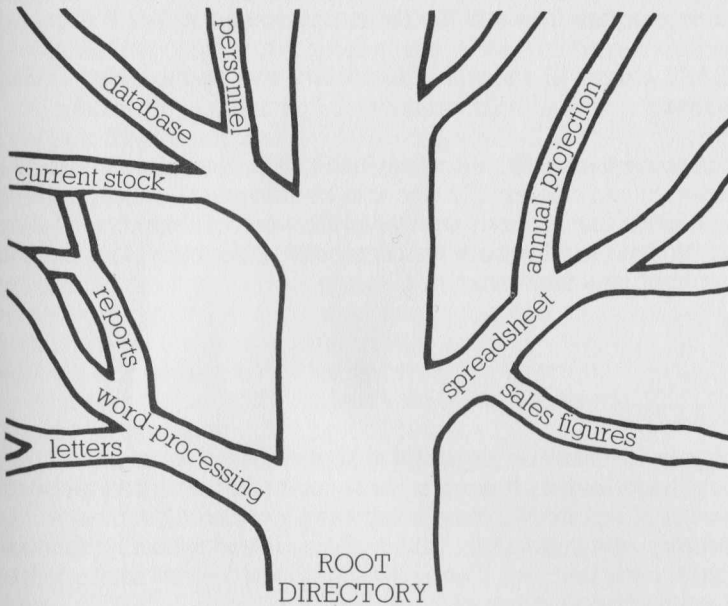 personnel
database
annual projection
current stock
reports
spreadsheet
word-processing
sales figures
letters
ROOT
DIRECTORY